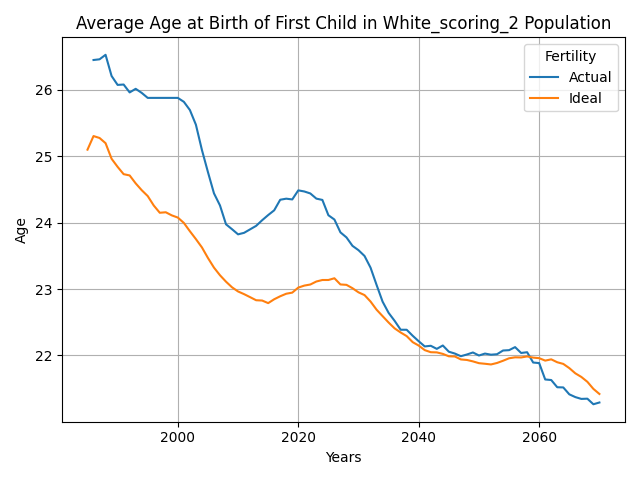 Average Age at Birth of First Child in White_scoring_2 Population
Fertility
Actual
Ideal
26
25
24
23
22
Age
2000
2020
2040
2060
Years